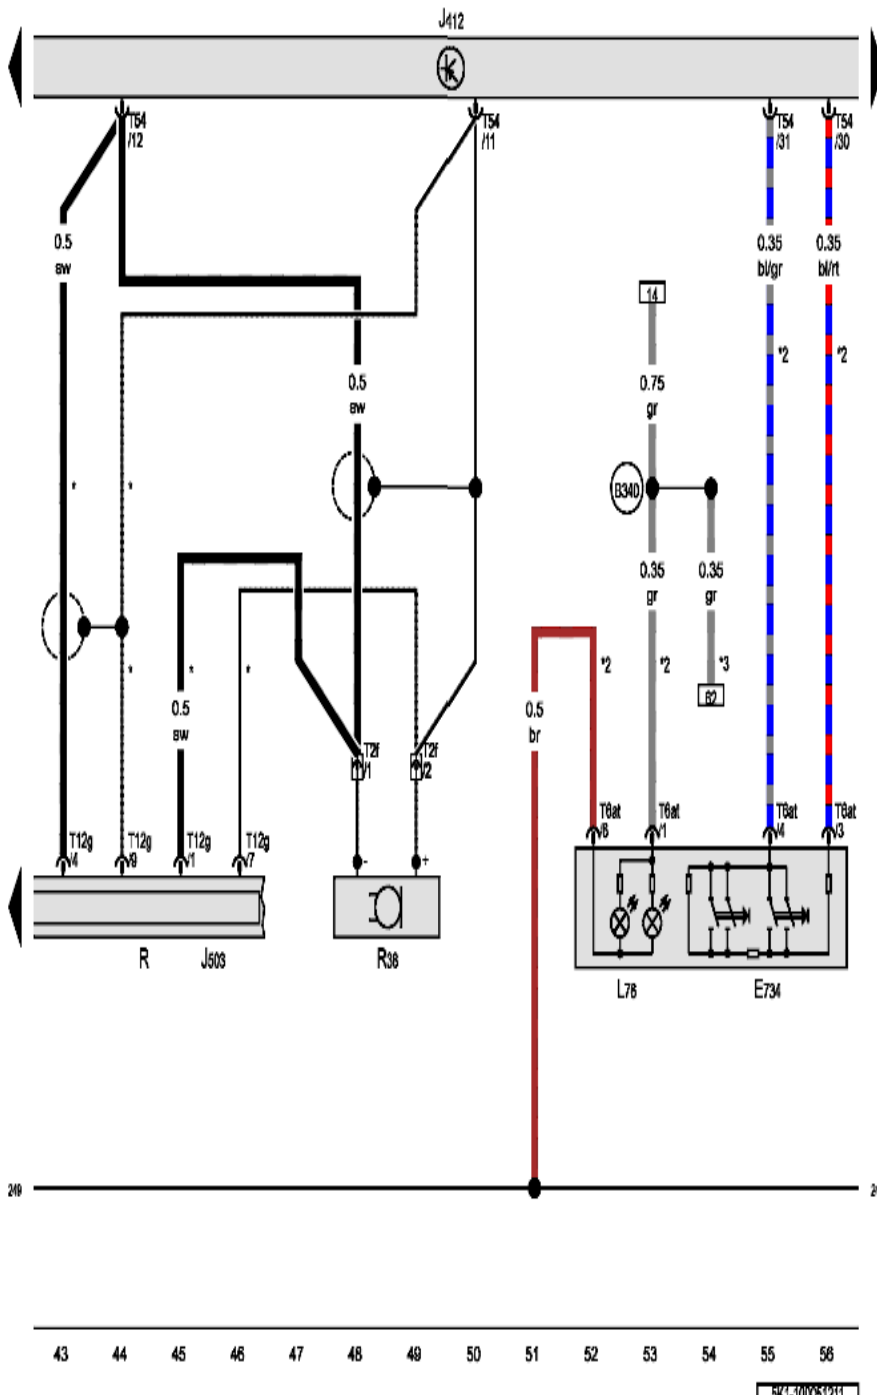 J412
T54
/12
T54
/11
T54
/31
T54
/30
0.5
sw
0.35
bl/gr
0.35
bl/rt
14
*2
*2
0.5
sw
0.75
gr
*
*
B340
0.35
gr
0.35
gr
*
*
*
*2
*2
*3
0.5
sw
62
0.5
br
T2f
/1
T2f
/2
T12g
/4
T12g
/9
T12g
/1
T12g
/7
T6at
/6
T6at
/1
T6at
/4
T6at
/3
-
+
R
J503
R38
L76
E734
249
43
44
45
46
47
48
49
50
51
52
53
54
55
56